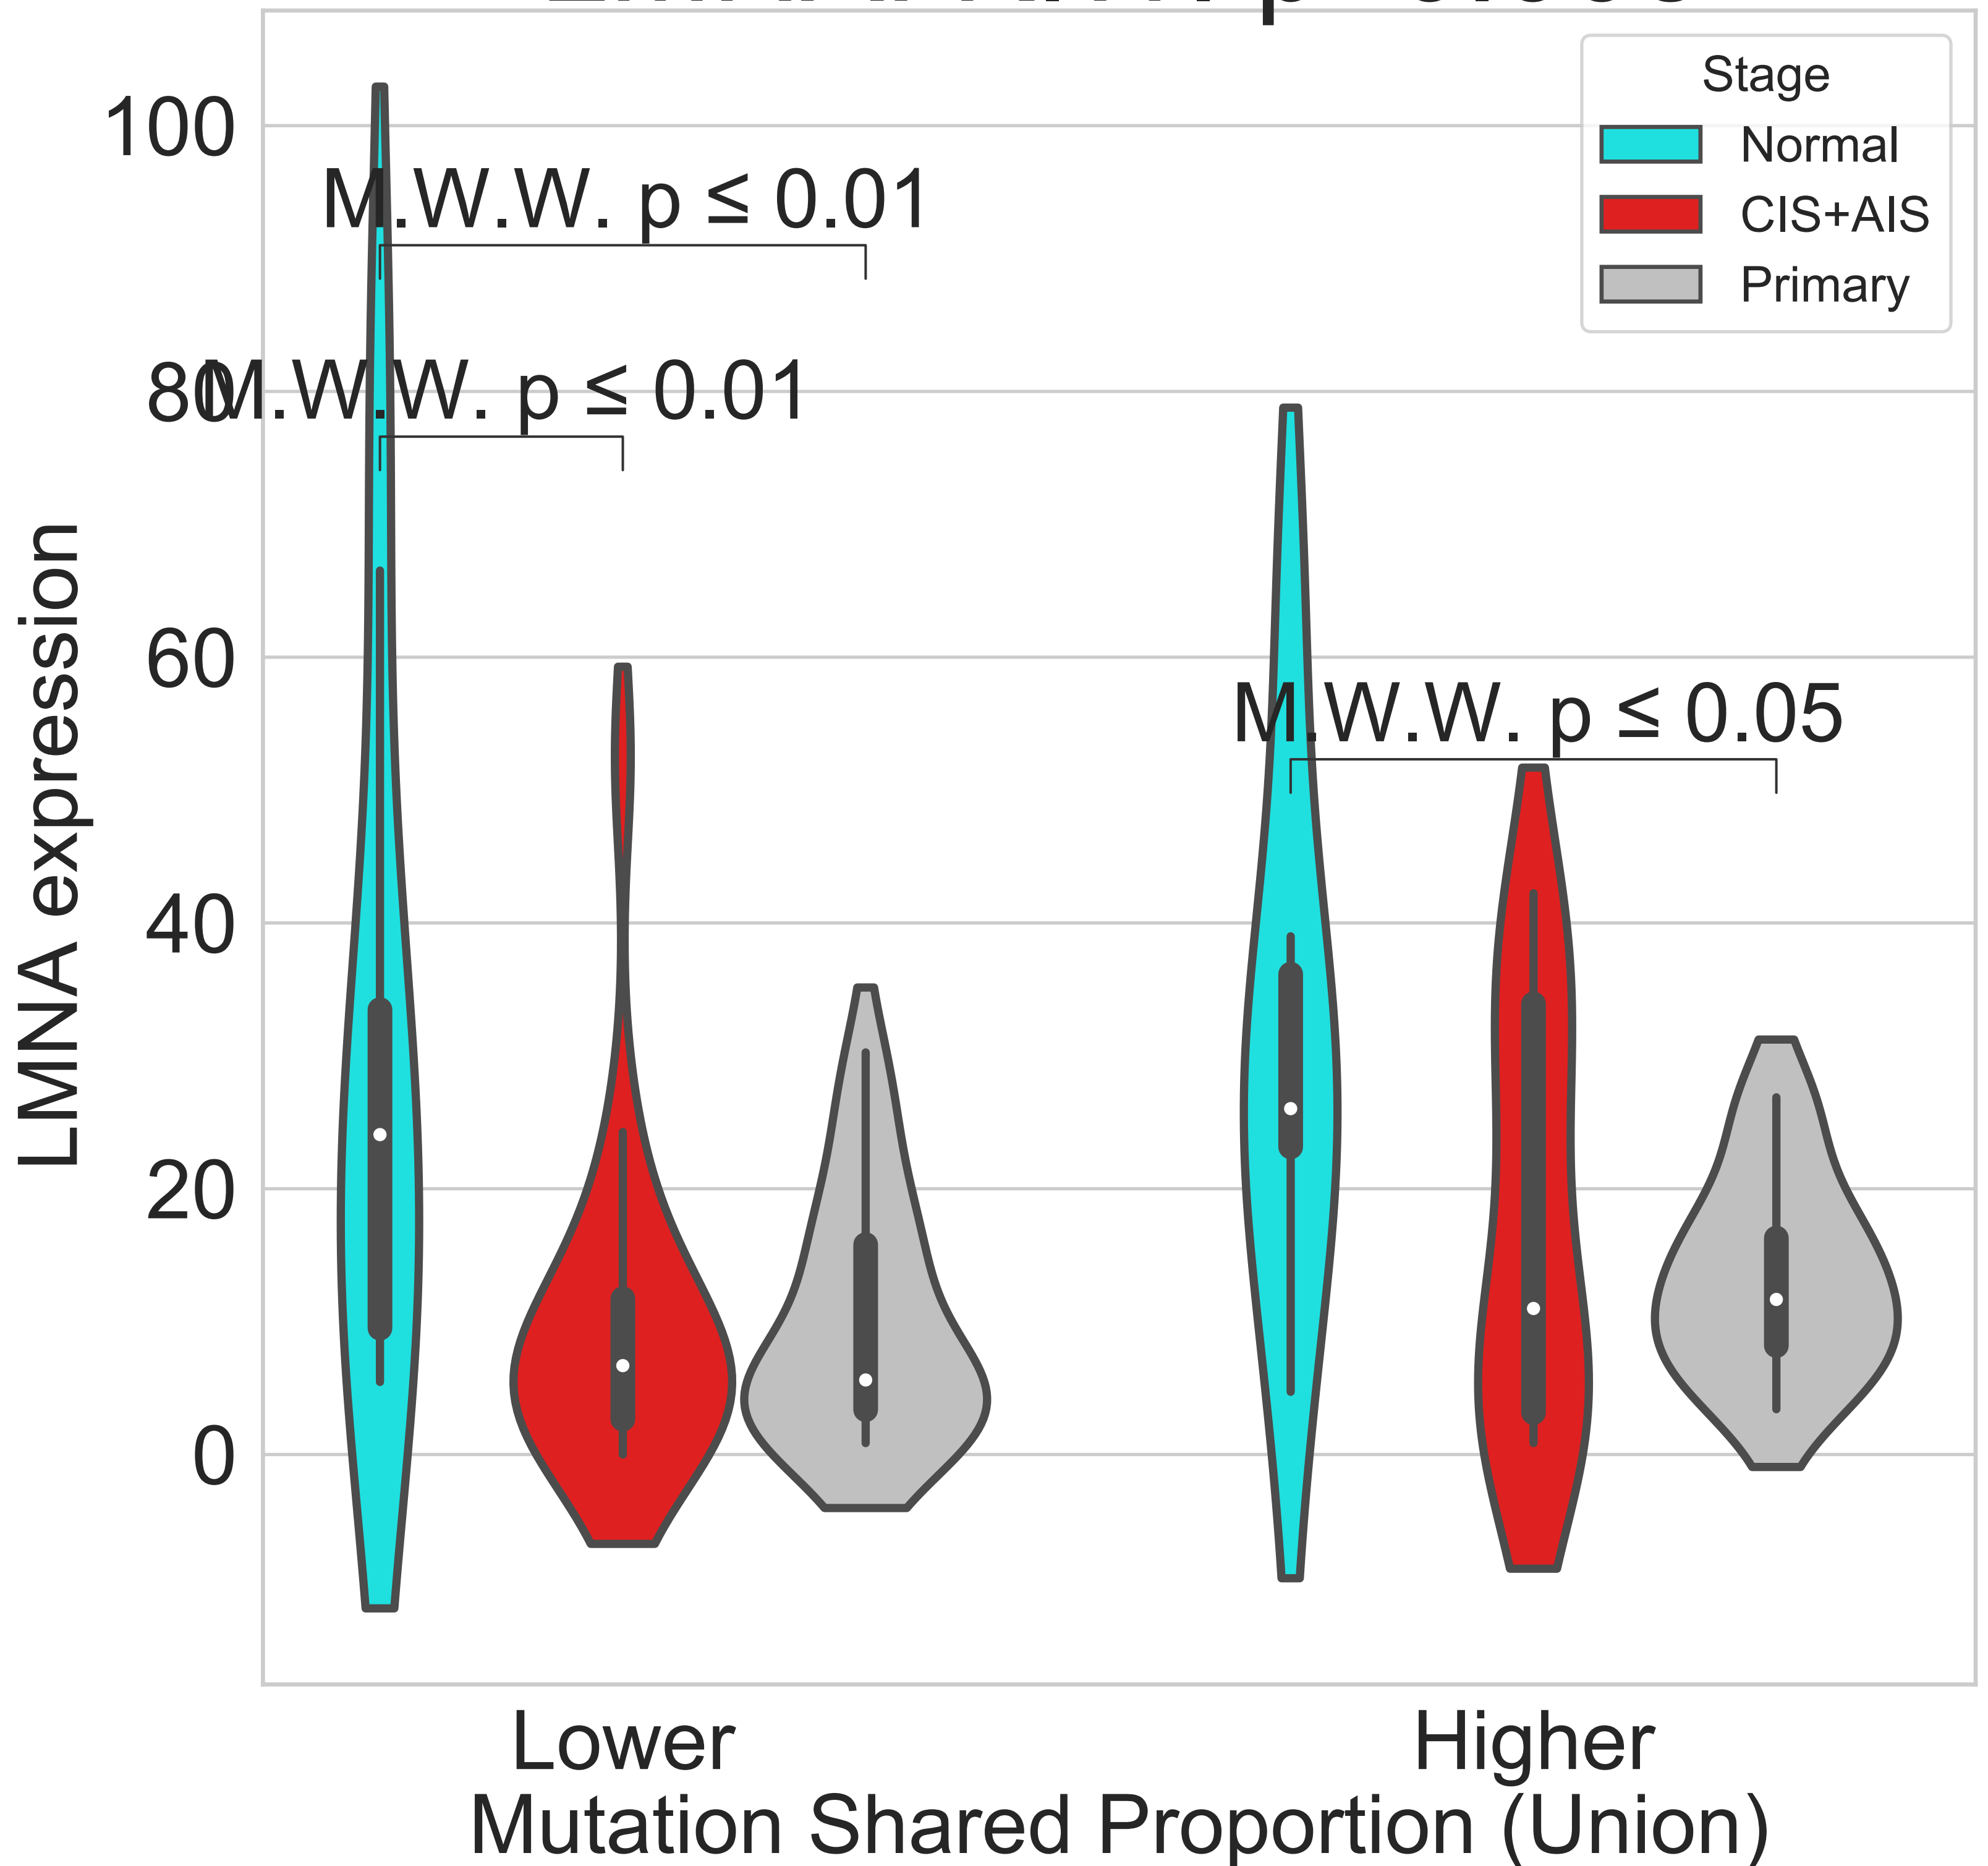 Stage
Normal
CIS+AIS
Primary
100
80
60
40
20
0
LMNA expression
M.W.W. p ≤ 0.01
M.W.W. p ≤ 0.01
M.W.W. p ≤ 0.05
Lower
Higher
Mutation Shared Proportion (Union)